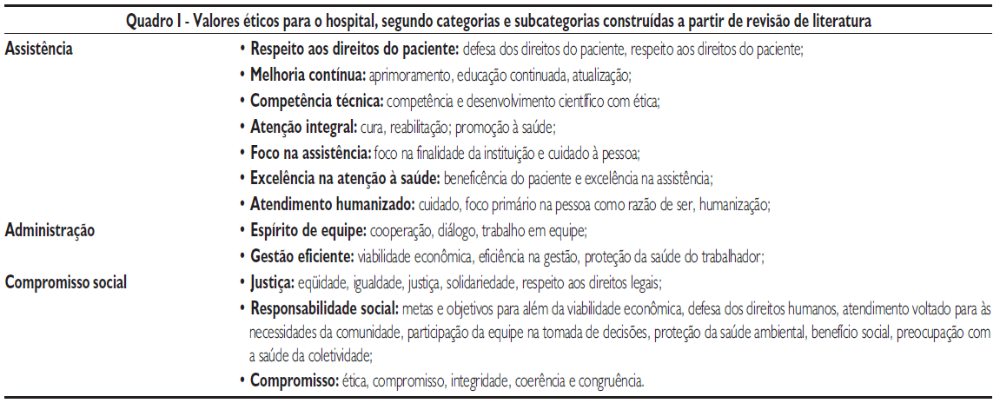 Quadro I - Valores éticos para o hospital, segundo categorias e subcategorias construídas a partir de revisão de literatura
Assistência • Respeito aos direitos do paciente: defesa dos direitos do paciente, respeito aos direitos do paciente;
• Melhoria contínua: aprimoramento, educação continuada, atualização;
• Competência técnica: competência e desenvolvimento científico com ética;
• Atenção integral: cura, reabilitação; promoção à saúde;
• Foco na assistência: foco na finalidade da instituição e cuidado à pessoa;
• Excelência na atenção à saúde: beneficência do paciente e excelência na assistência;
• Atendimento humanizado: cuidado, foco primário na pessoa como razão de ser, humanização;
Administração • Espírito de equipe: cooperação, diálogo, trabalho em equipe;
• Gestão eficiente: viabilidade econômica, eficiência na gestão, proteção da saúde do trabalhador;
Compromisso social • Justiça: eqüidade, igualdade, justiça, solidariedade, respeito aos direitos legais;
• Responsabilidade social: metas e objetivos para além da viabilidade econômica, defesa dos direitos humanos, atendimento voltado para às
necessidades da comunidade, participação da equipe na tomada de decisões, proteção da saúde ambiental, benefício social, preocupação com
a saúde da coletividade;
• Compromisso: ética, compromisso, integridade, coerência e congruência.